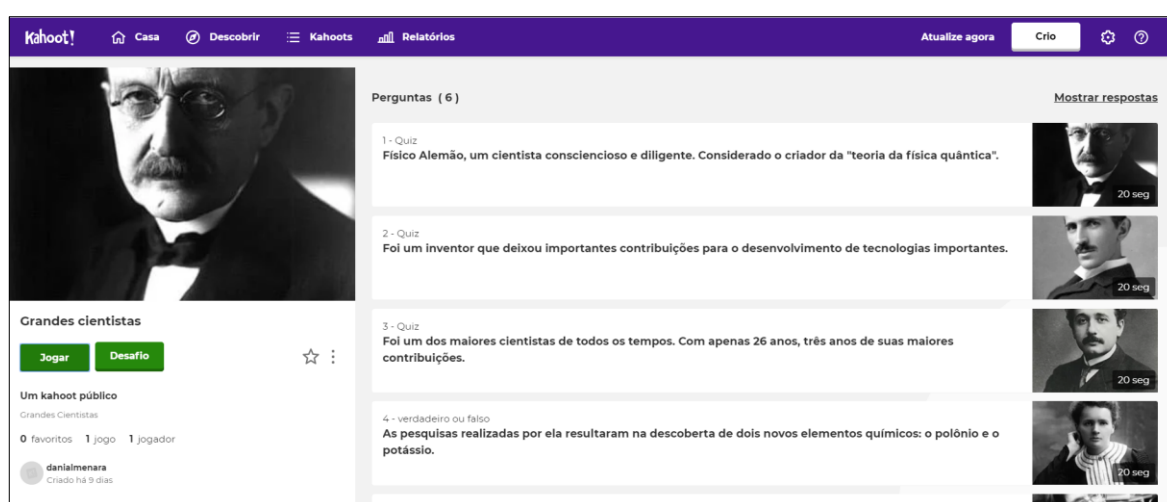 Kahoot! Casa Descobrir Kahoots Relatórios Atualize agora Crio
Grandes cientistas
Jogar Desafio
Um kahoot público
Grandes Cientistas
0 favoritos 1 jogo 1 jogador
danialmenara
Criado há 9 dias
Perguntas (6) Mostrar respostas
1 - Quiz
Físico Alemão, um cientista consciencioso e diligente. Considerado o criador da "teoria da física quântica".
20 seg
2 - Quiz
Foi um inventor que deixou importantes contribuições para o desenvolvimento de tecnologias importantes.
20 seg
3 - Quiz
Foi um dos maiores cientistas de todos os tempos. Com apenas 26 anos, três anos de suas maiores
contribuições.
20 seg
4 - verdadeiro ou falso
As pesquisas realizadas por ela resultaram na descoberta de dois novos elementos químicos: o polônio e o
potássio.
20 seg